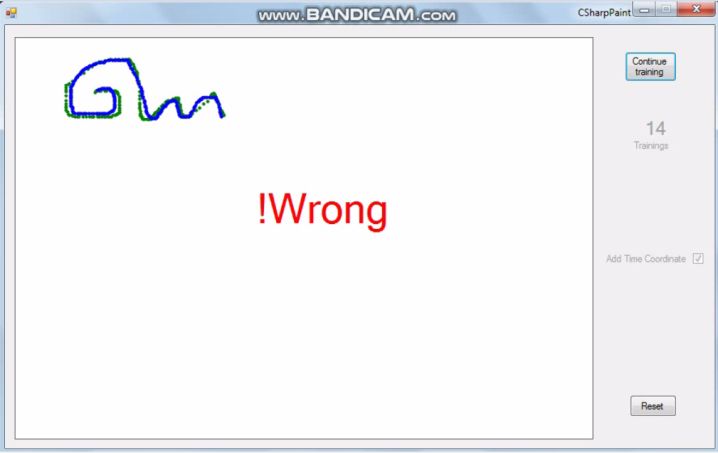 www.BANDICAM.com
CSharpPaint
Continue
training
14
Trainings
!Wrong
Add Time Coordinate
Reset